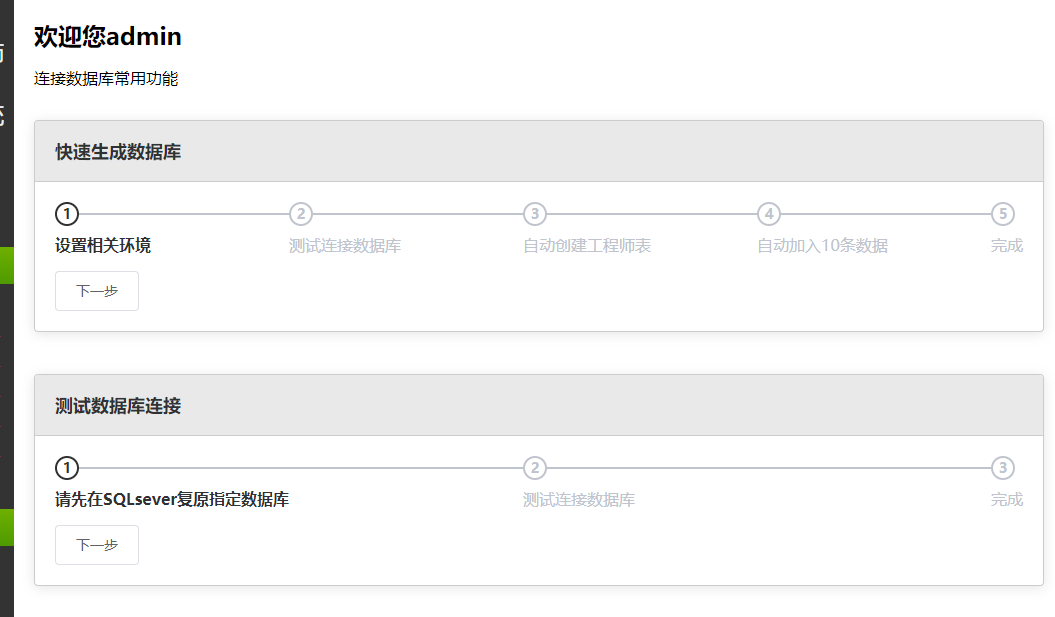 欢迎您admin
连接数据库常用功能
快速生成数据库
1 2 3 4 5
设置相关环境 测试连接数据库 自动创建工程师表 自动加入10条数据 完成
下一步
测试数据库连接
1 2 3
请先在SQLsever复原指定数据库 测试连接数据库 完成
下一步